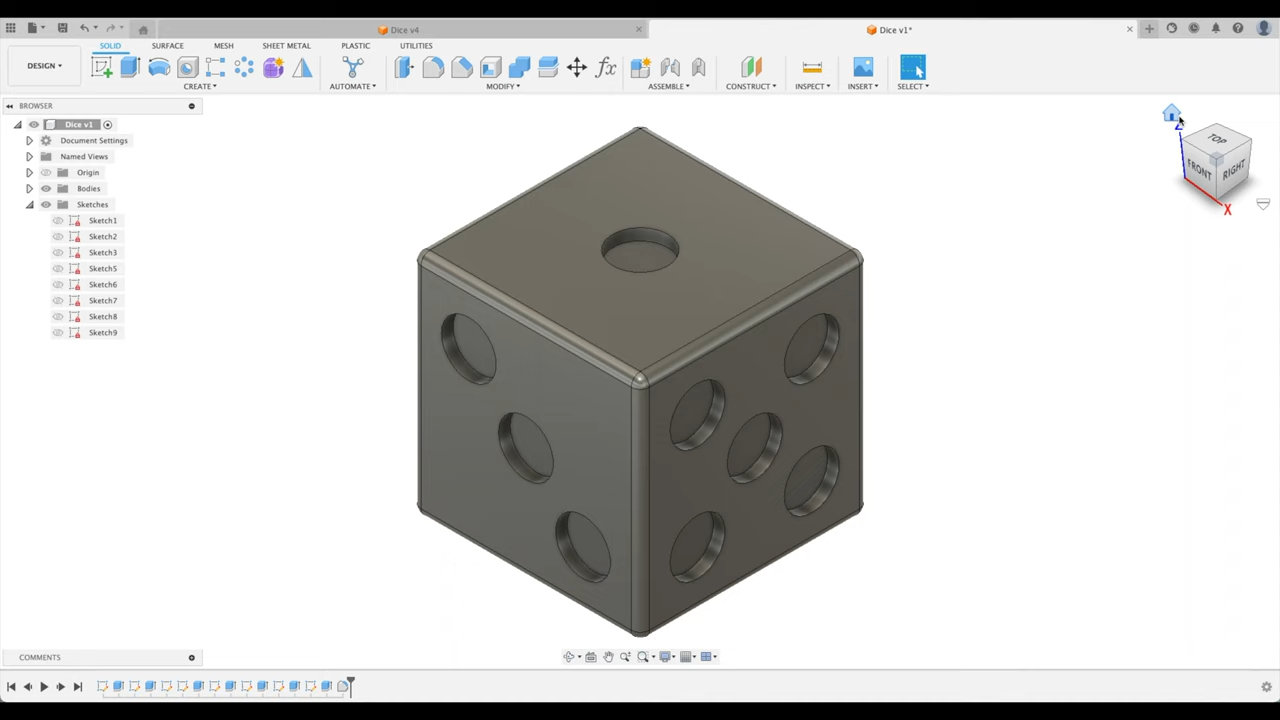 Dice v4
Dice v1*
SOLID SURFACE MESH SHEET METAL PLASTIC UTILITIES
DESIGN
CREATE MODIFY AUTOMATE ASSEMBLE CONSTRUCT INSPECT INSERT SELECT
BROWSER
Dice v1
Document Settings
Named Views
Origin
Bodies
Sketches
Sketch1
Sketch2
Sketch3
Sketch5
Sketch6
Sketch7
Sketch8
Sketch9
Z
TOP
FRONT RIGHT
X
COMMENTS